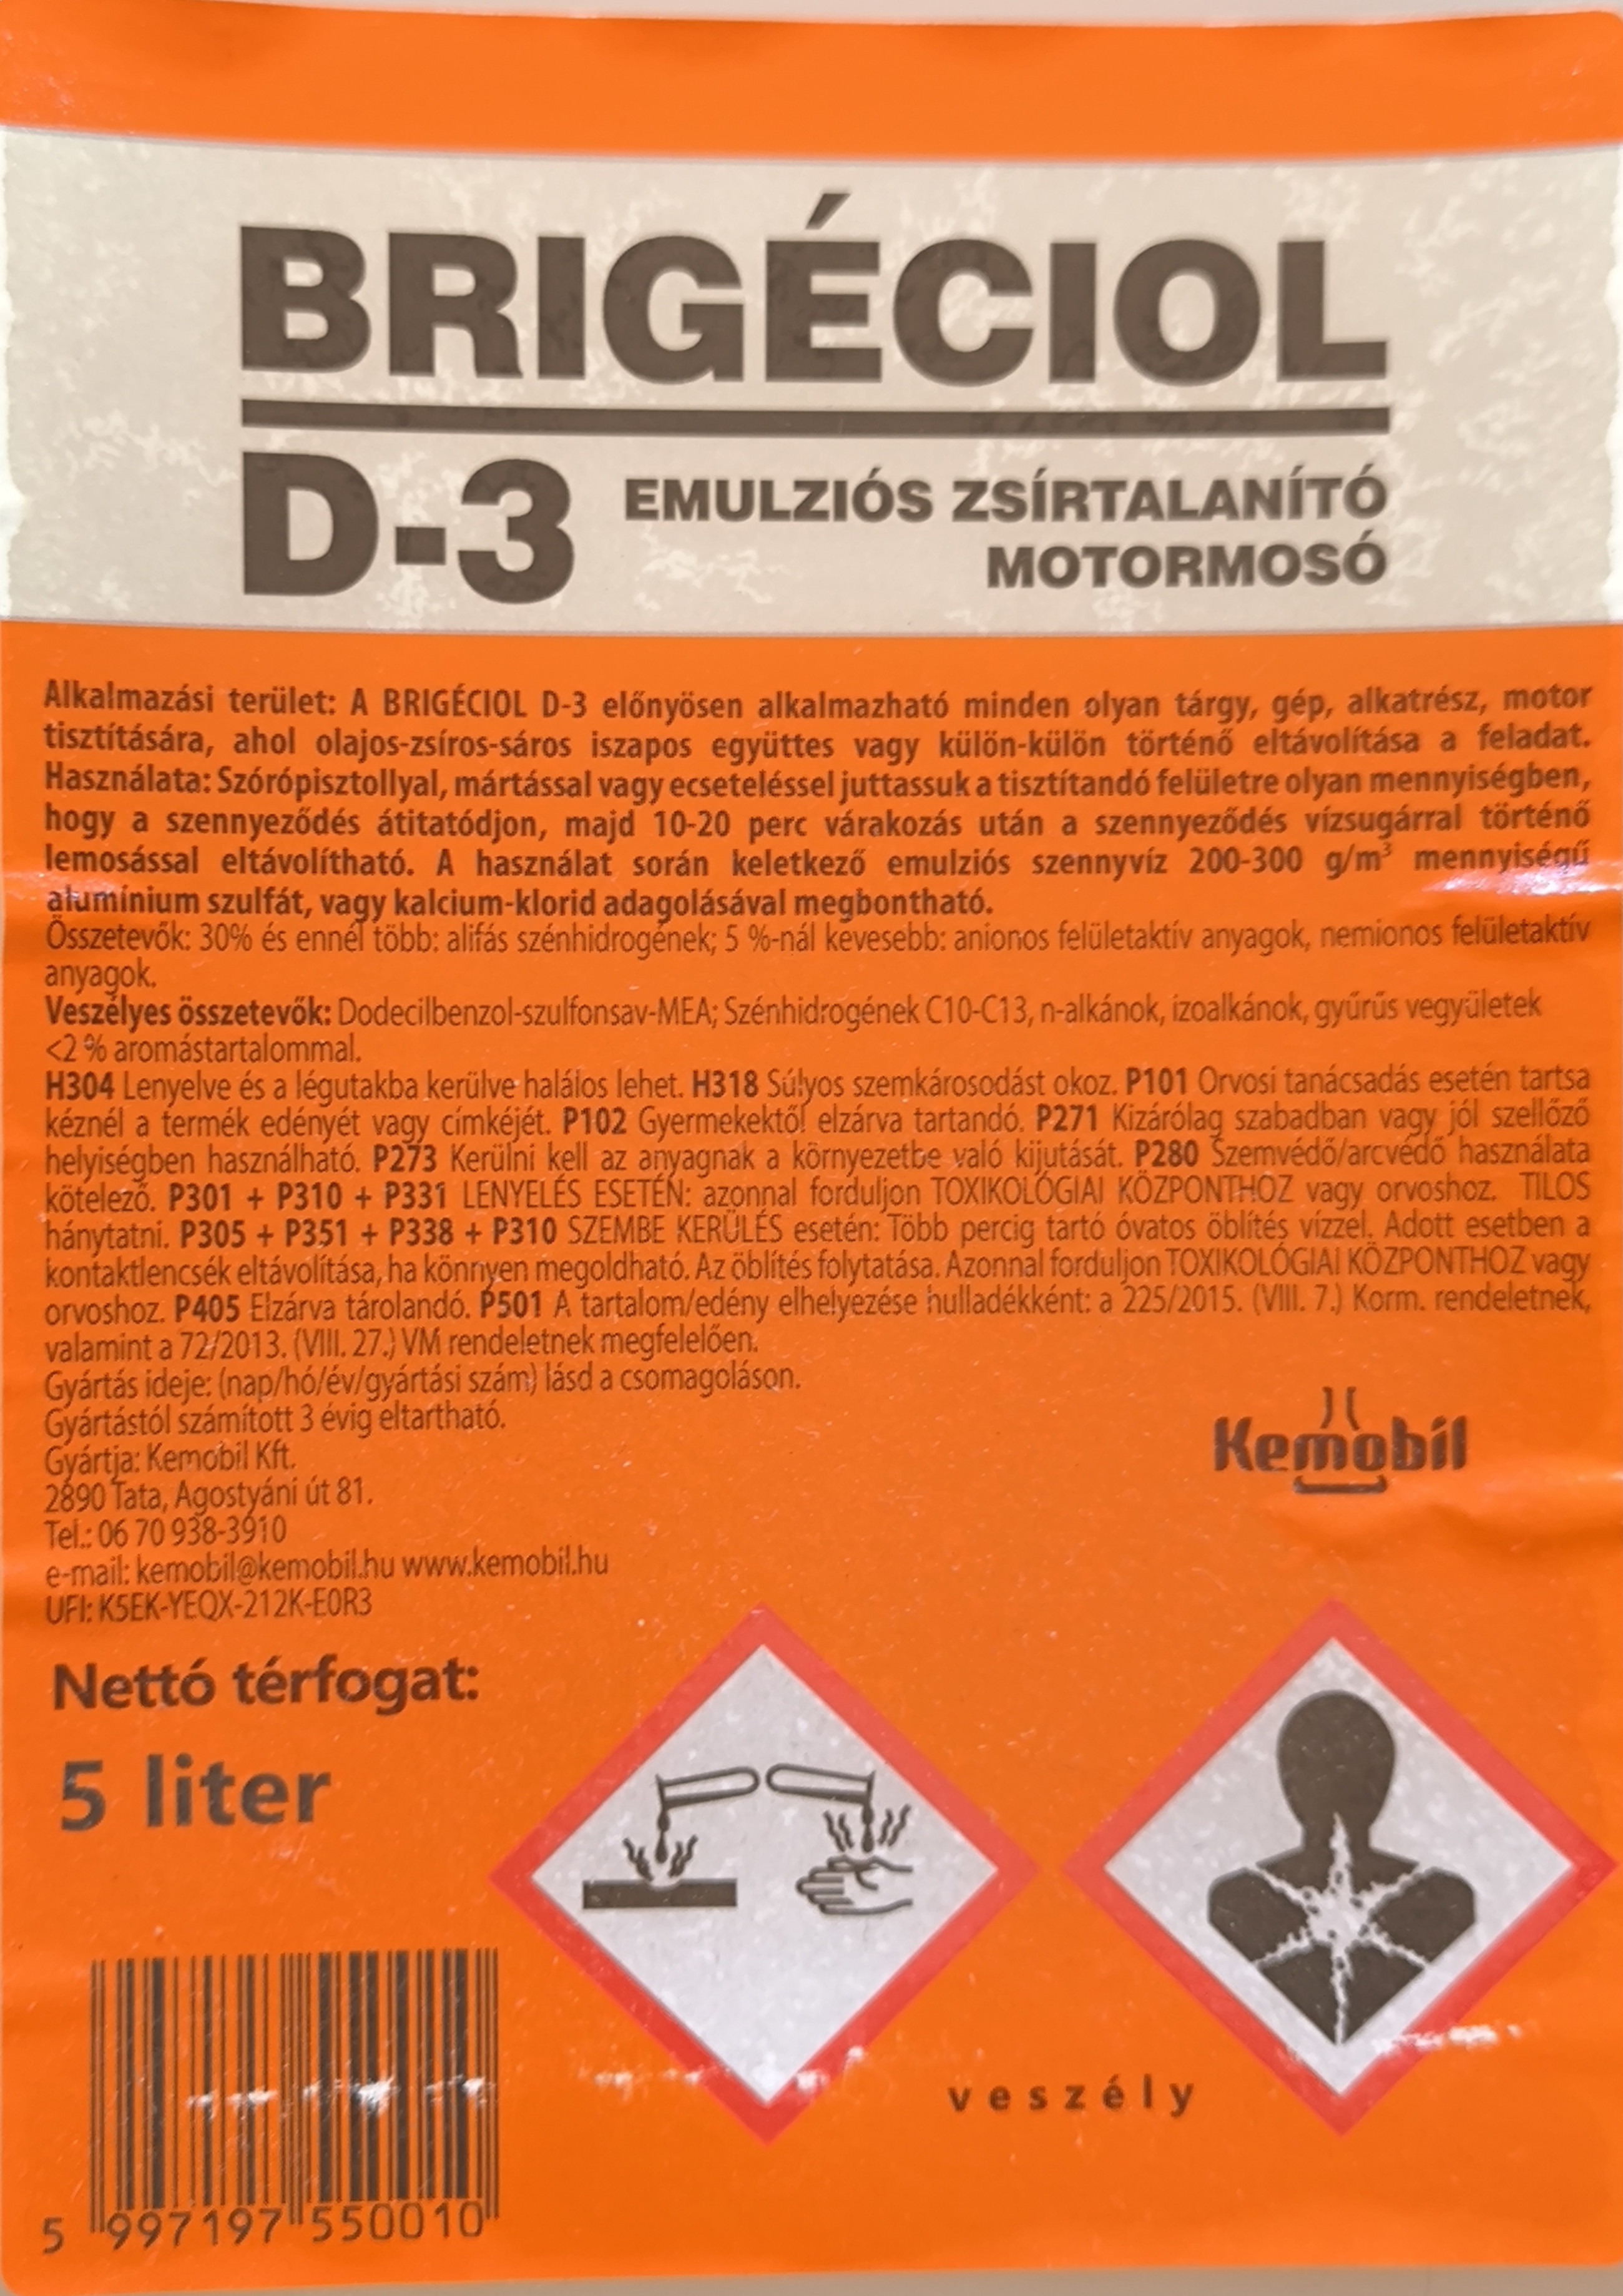 BRIGÉCIOL
D-3 EMULZIÓS ZSÍRTALANÍTÓ
MOTORMOSÓ
Alkalmazási terület: A BRIGÉCIOL D-3 előnyösen alkalmazható minden olyan tárgy, gép, alkatrész, motor
tisztítására, ahol olajos-zsíros-sáros iszapos együttes vagy külön-külön történő eltávolítása a feladat.
Használata: Szórópisztollyal, mártással vagy ecseteléssel juttassuk a tisztítandó felületre olyan mennyiségben,
hogy a szennyeződés átitatódjon, majd 10-20 perc várakozás után a szennyeződés vízsugárral történő
lemosással eltávolítható. A használat során keletkező emulziós szennyvíz 200-300 g/m³ mennyiségű
alumínium szulfát, vagy kalcium-klorid adagolásával megbontható.
Összetevők: 30% és ennél több: alifás szénhidrogének; 5 %-nál kevesebb: anionos felületaktív anyagok, nemionos felületaktív
anyagok.
Veszélyes összetevők: Dodecilbenzol-szulfonsav-MEA; Szénhidrogének C10-C13, n-alkánok, izoalkánok, gyűrűs vegyületek
<2 % aromástartalommal.
H304 Lenyelve és a légutakba kerülve halálos lehet. H318 Súlyos szemkárosodást okoz. P101 Orvosi tanácsadás esetén tartsa
kéznél a termék edényét vagy címkéjét. P102 Gyermekektől elzárva tartandó. P271 Kizárólag szabadban vagy jól szellőző
helyiségben használható. P273 Kerülni kell az anyagnak a környezetbe való kijutását. P280 Szemvédő/arcvédő használata
kötelező. P301 + P310 + P331 LENYELÉS ESETÉN: azonnal forduljon TOXIKOLÓGIAI KÖZPONTHOZ vagy orvoshoz. TILOS
hánytatni. P305 + P351 + P338 + P310 SZEMBE KERÜLÉS esetén: Több percig tartó óvatos öblítés vízzel. Adott esetben a
kontaktlencsék eltávolítása, ha könnyen megoldható. Az öblítés folytatása. Azonnal forduljon TOXIKOLÓGIAI KÖZPONTHOZ vagy
orvoshoz. P405 Elzárva tárolandó. P501 A tartalom/edény elhelyezése hulladékként: a 225/2015. (VIII. 7.) Korm. rendeletnek,
valamint a 72/2013. (VIII. 27.) VM rendeletnek megfelelően.
Gyártás ideje: (nap/hó/év/gyártási szám) lásd a csomagoláson.
Gyártástól számított 3 évig eltartható.
Gyártja: Kemobil Kft.
2890 Tata, Agostyáni út 81.
Tel.: 06 70 938-3910
e-mail: kemobil@kemobil.hu www.kemobil.hu
UFI: K5EK-YEQX-212K-E0R3
Kemobil
Nettó térfogat:
5 liter
veszély
5 997197 550010